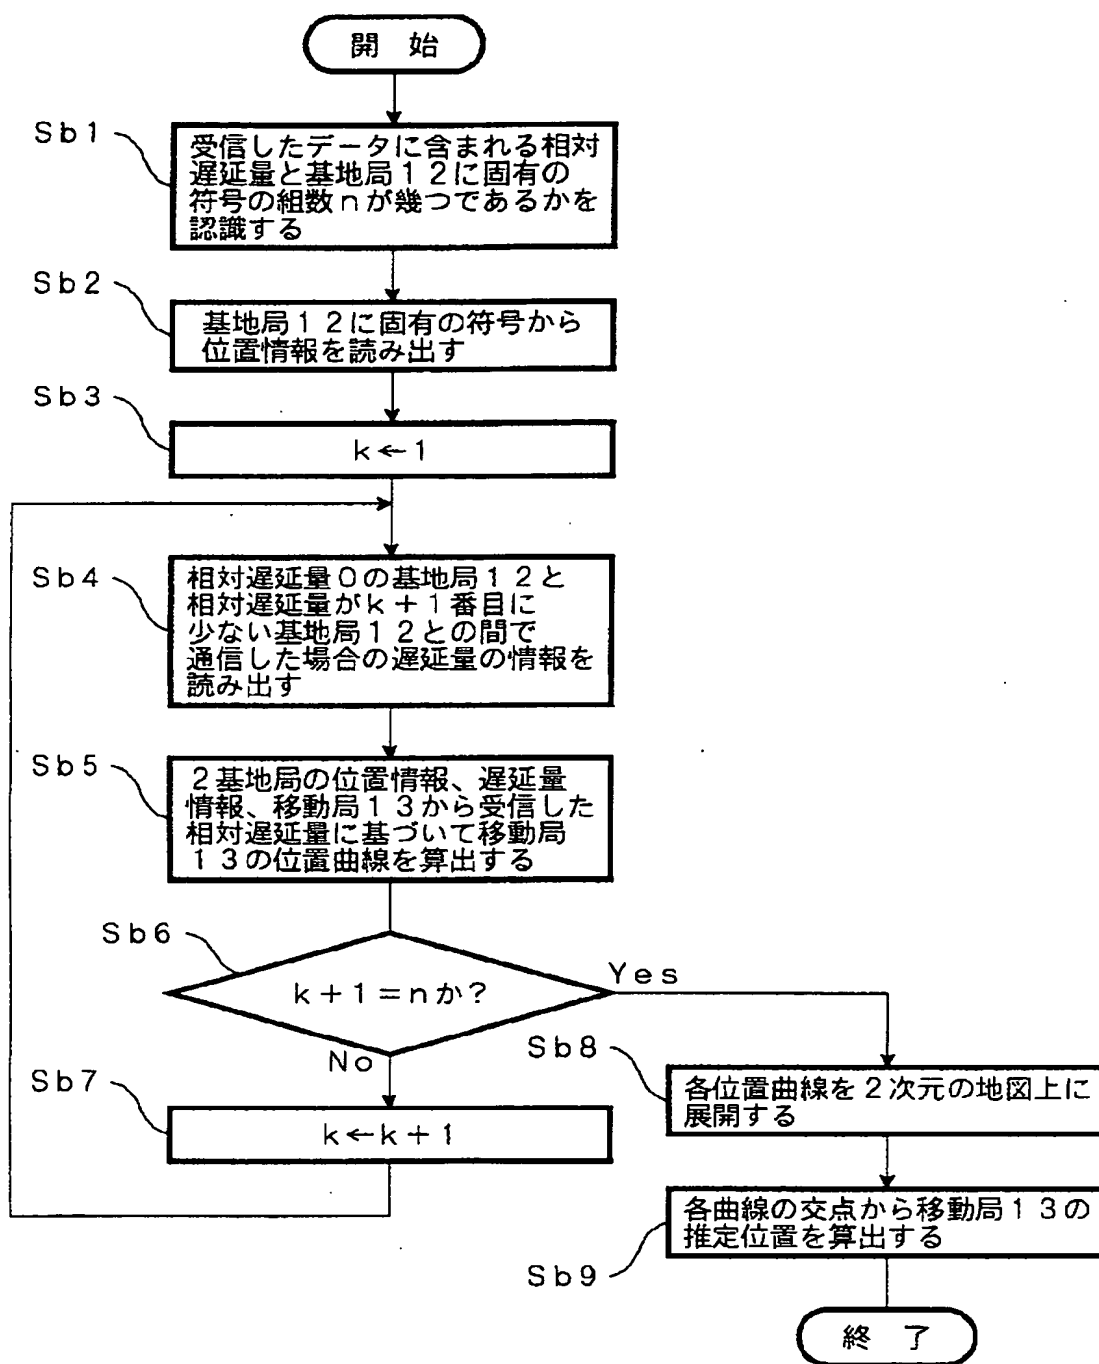 開 始
Sb1
受信したデータに含まれる相対
遅延量と基地局12に固有の
符号の組数nが幾つであるかを
認識する
Sb2
基地局12に固有の符号から
位置情報を読み出す
Sb3
k←1
Sb4
相対遅延量0の基地局12と
相対遅延量がk+1番目に
少ない基地局12との間で
通信した場合の遅延量の情報を
読み出す
Sb5
2基地局の位置情報、遅延量
情報、移動局13から受信した
相対遅延量に基づいて移動局
13の位置曲線を算出する
Sb6
k+1=nか?
Yes
No
Sb7
k←k+1
Sb8
各位置曲線を2次元の地図上に
展開する
Sb9
各曲線の交点から移動局13の
推定位置を算出する
終 了